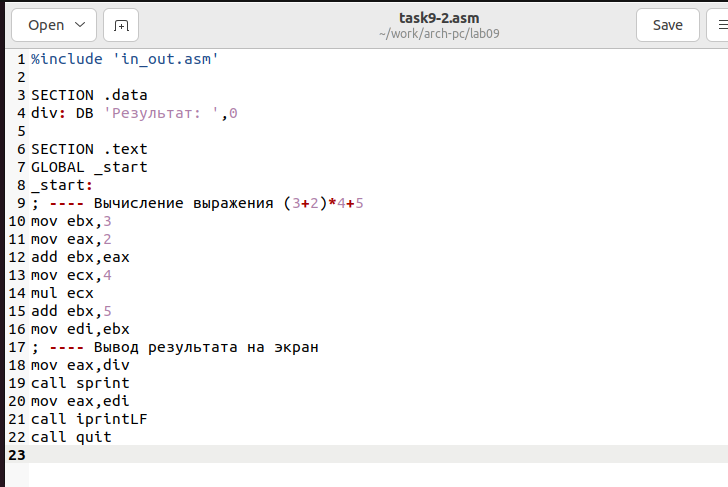 Open
task9-2.asm
~/work/arch-pc/lab09
Save
1 %include 'in_out.asm'
2
3 SECTION .data
4 div: DB 'Результат: ',0
5
6 SECTION .text
7 GLOBAL _start
8 _start:
9 ; ---- Вычисление выражения (3+2)*4+5
10 mov ebx,3
11 mov eax,2
12 add ebx,eax
13 mov ecx,4
14 mul ecx
15 add ebx,5
16 mov edi,ebx
17 ; ---- Вывод результата на экран
18 mov eax,div
19 call sprint
20 mov eax,edi
21 call iprintLF
22 call quit
23